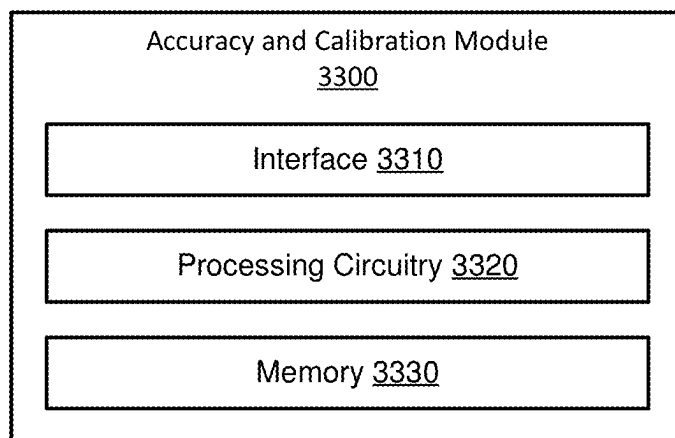 Accuracy and Calibration Module
3300
Interface 3310
Processing Circuitry 3320
Memory 3330